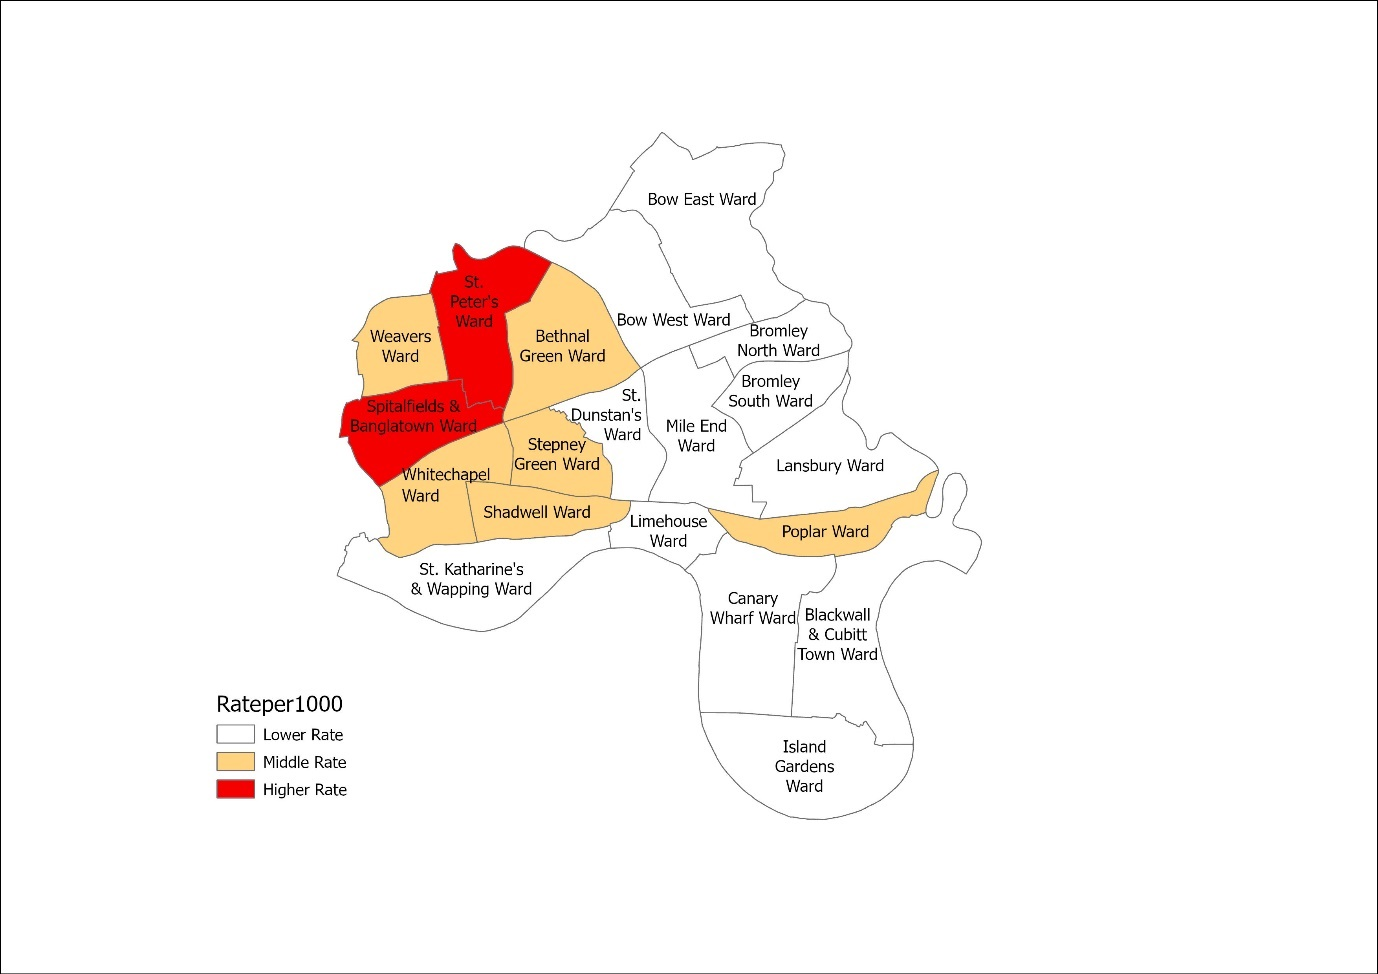 Bow East Ward
St.
Peter's
Ward
Weavers
Ward
Bethnal
Green Ward
Bow West Ward
Bromley
North Ward
Bromley
South Ward
St.
Dunstan's
Ward
Mile End
Ward
Spitalfields &
Banglatown Ward
Stepney
Green Ward
Whitechapel
Ward
Lansbury Ward
Shadwell Ward
Limehouse
Ward
Poplar Ward
St. Katharine's
& Wapping Ward
Canary
Wharf Ward
Blackwall
& Cubitt
Town Ward
Island
Gardens
Ward
Rateper1000
Lower Rate
Middle Rate
Higher Rate